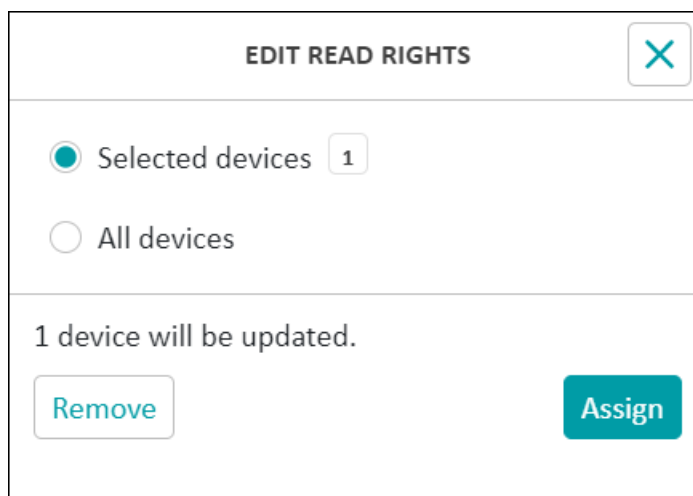 EDIT READ RIGHTS
Selected devices 1
All devices
1 device will be updated.
Remove Assign